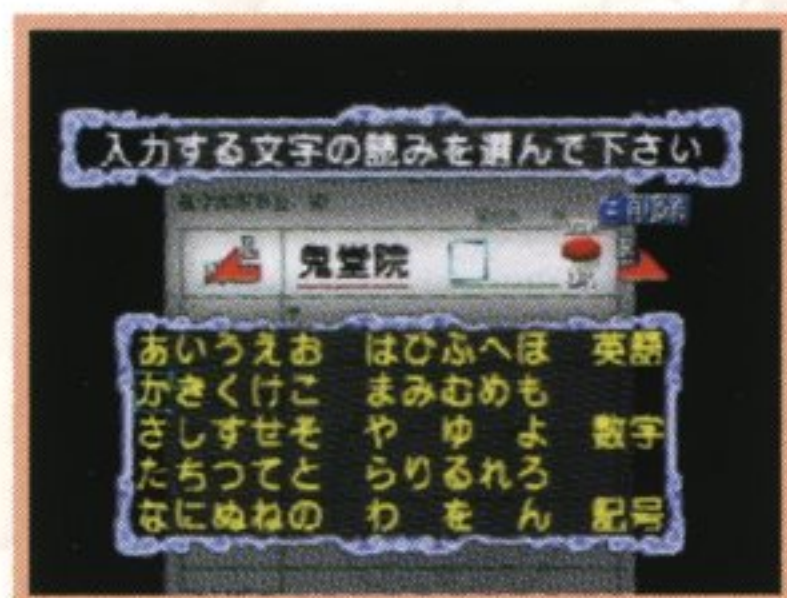 入力する文字の読みを選んで下さい
削除
鬼堂院
あいうえお はひふへほ 英語
かきくけこ まみむめも
さしすせそ や ゆ よ 数字
たちつてと らりるれろ
なにぬねの わ を ん 記号